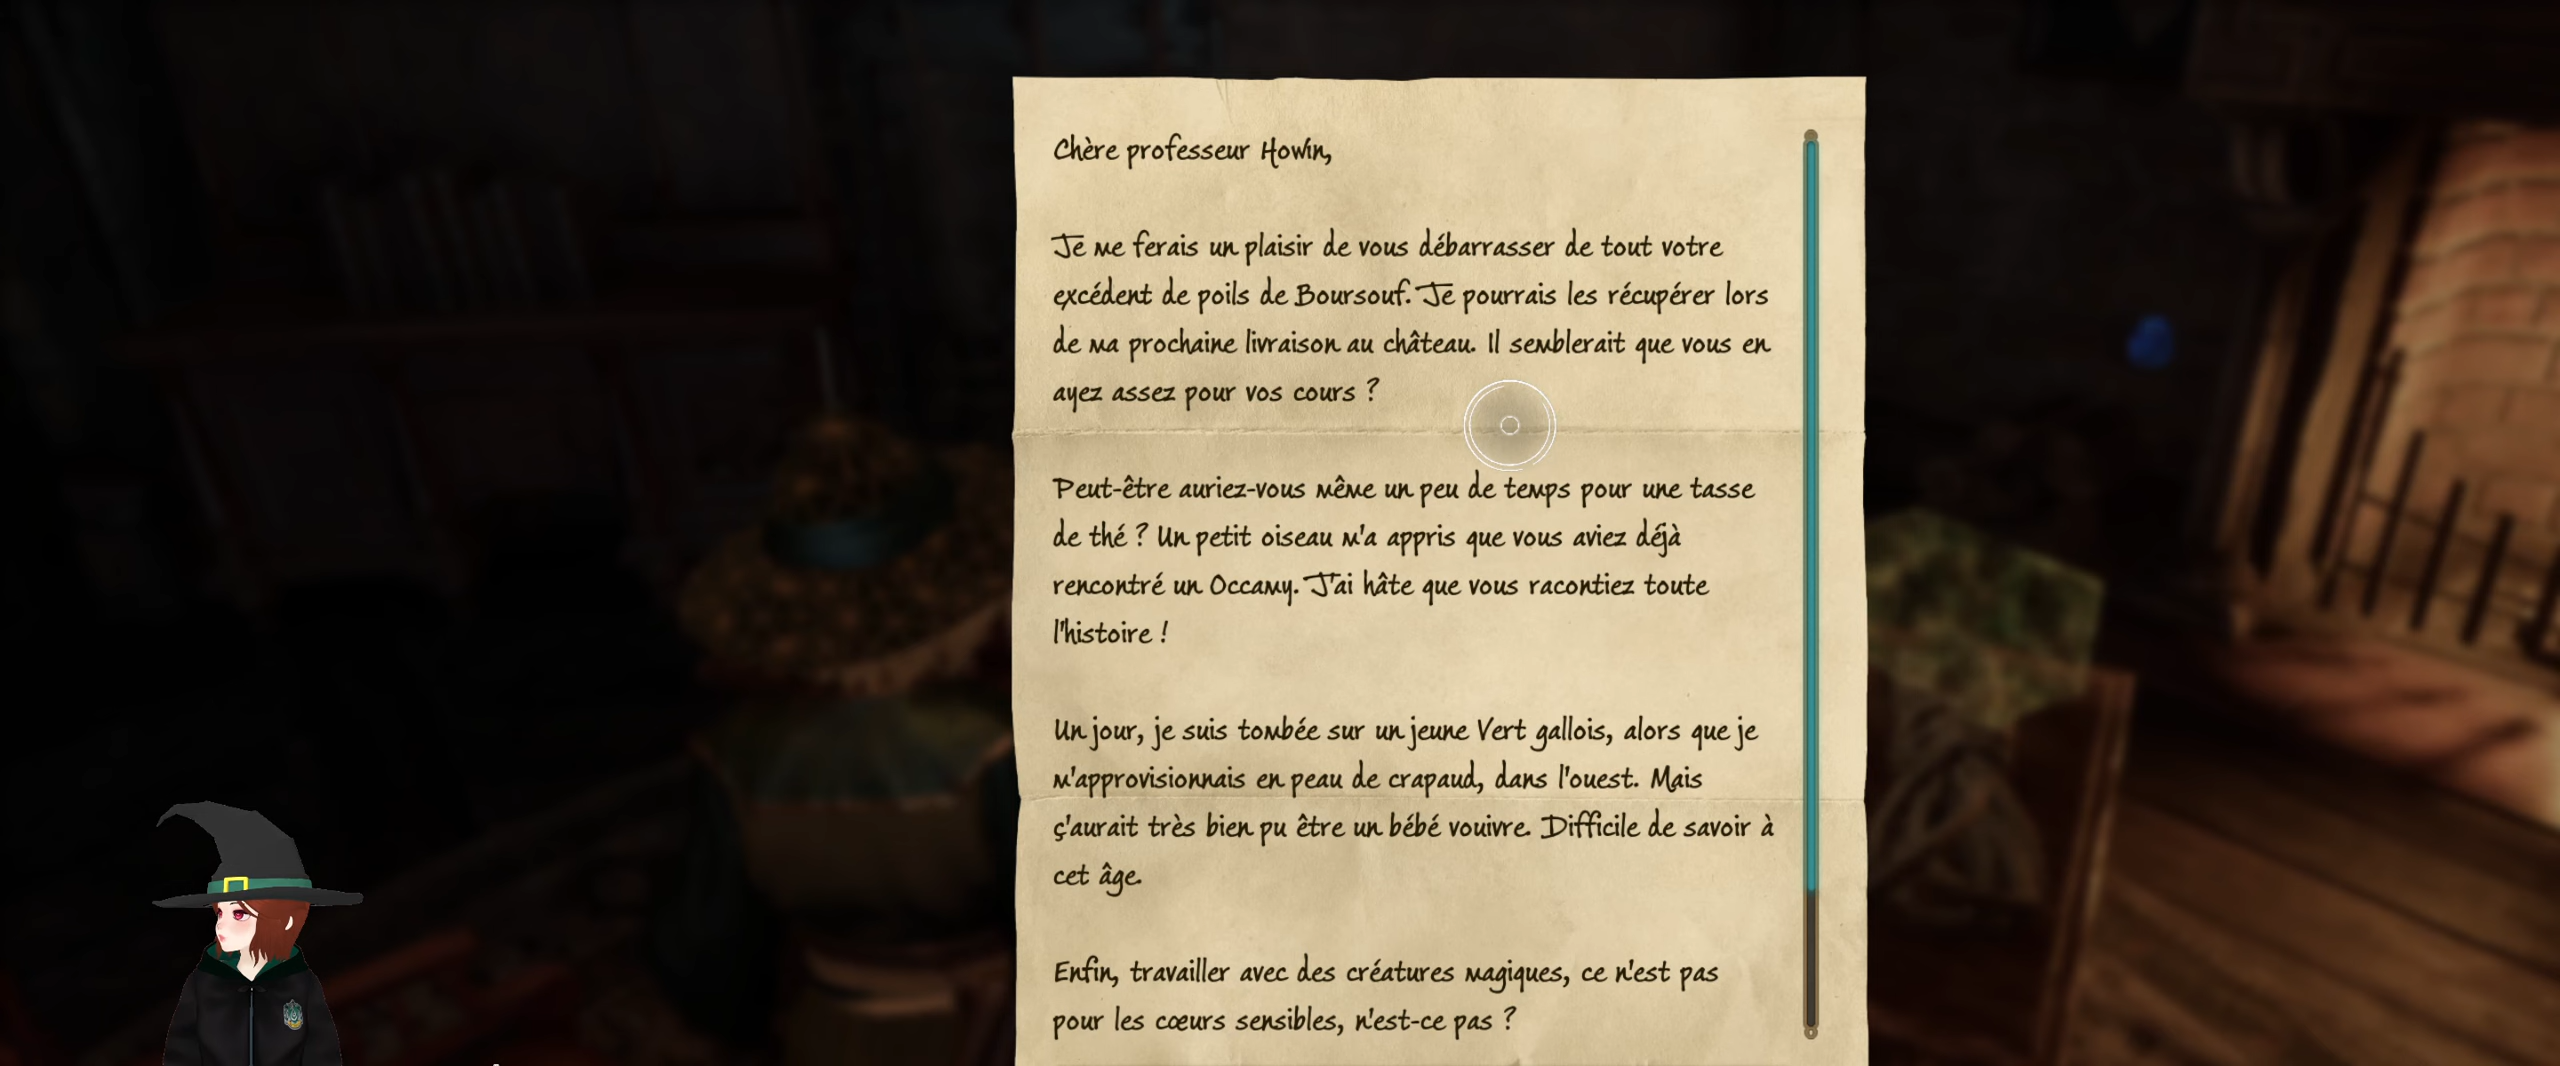 Chère professeur Howin,
Je me ferais un plaisir de vous débarrasser de tout votre
excédent de poils de Boursouf. Je pourrais les récupérer lors
de ma prochaine livraison au château. Il semblerait que vous en
ayez assez pour vos cours ?
Peut-être auriez-vous même un peu de temps pour une tasse
de thé ? Un petit oiseau m'a appris que vous aviez déjà
rencontré un Occamy. J'ai hâte que vous racontiez toute
l'histoire !
Un jour, je suis tombée sur un jeune Vert gallois, alors que je
m'approvisionnais en peau de crapaud, dans l'ouest. Mais
ç'aurait très bien pu être un bébé vouivre. Difficile de savoir à
cet âge.
Enfin, travailler avec des créatures magiques, ce n'est pas
pour les cœurs sensibles, n'est-ce pas ?